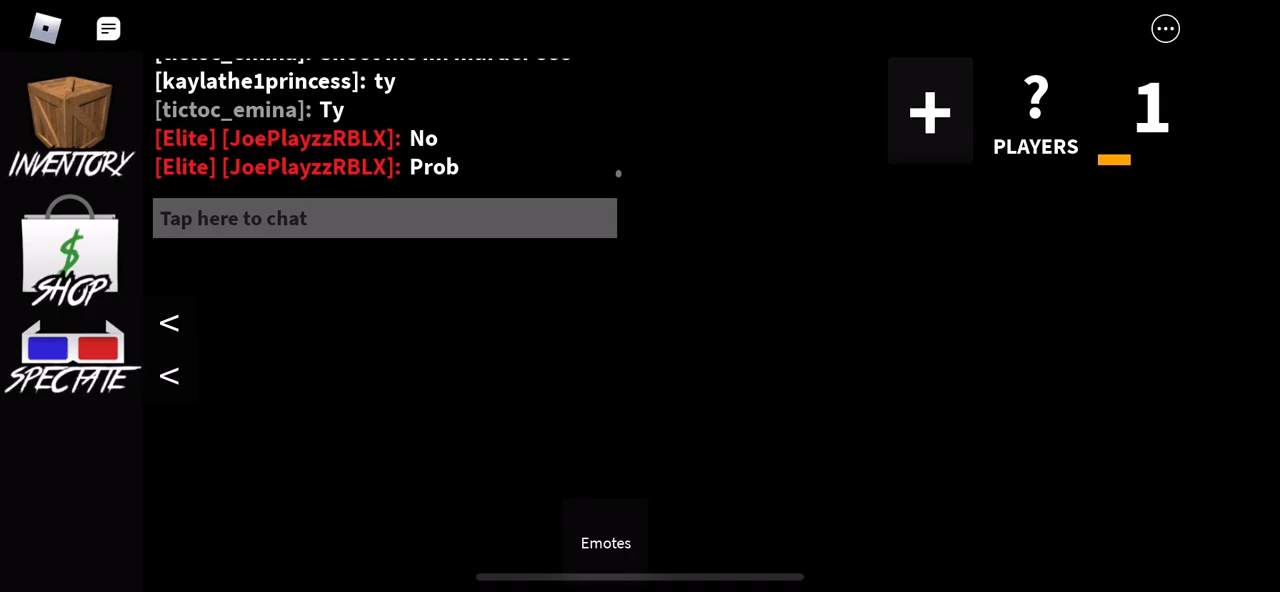 [kaylathe1princess]: ty
[tictoc_emina]: Ty
[Elite] [JoePlayzzRBLX]: No
[Elite] [JoePlayzzRBLX]: Prob
Tap here to chat
INVENTORY
$
SHOP
SPECTATE
<
<
+
?
PLAYERS
1
Emotes